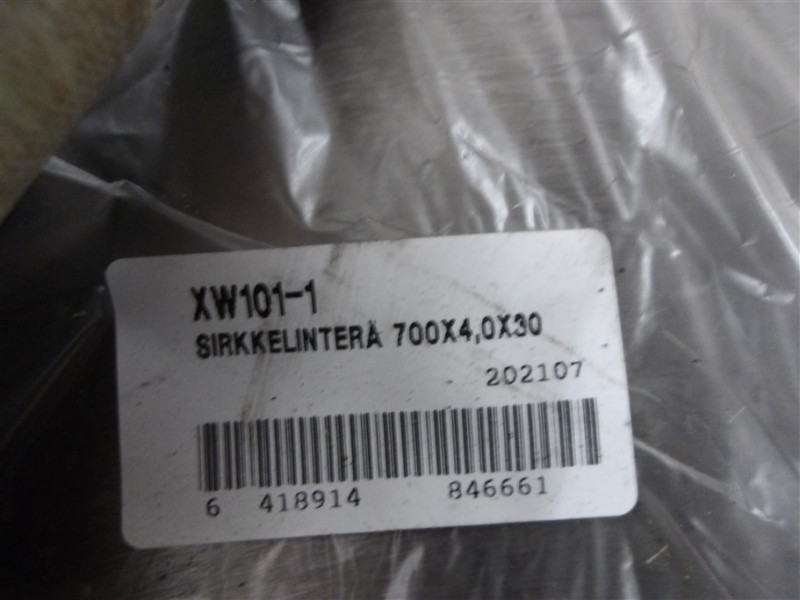 XW101-1
SIRKKELINTERÄ 700X4,0X30
202107
6 418914 846661